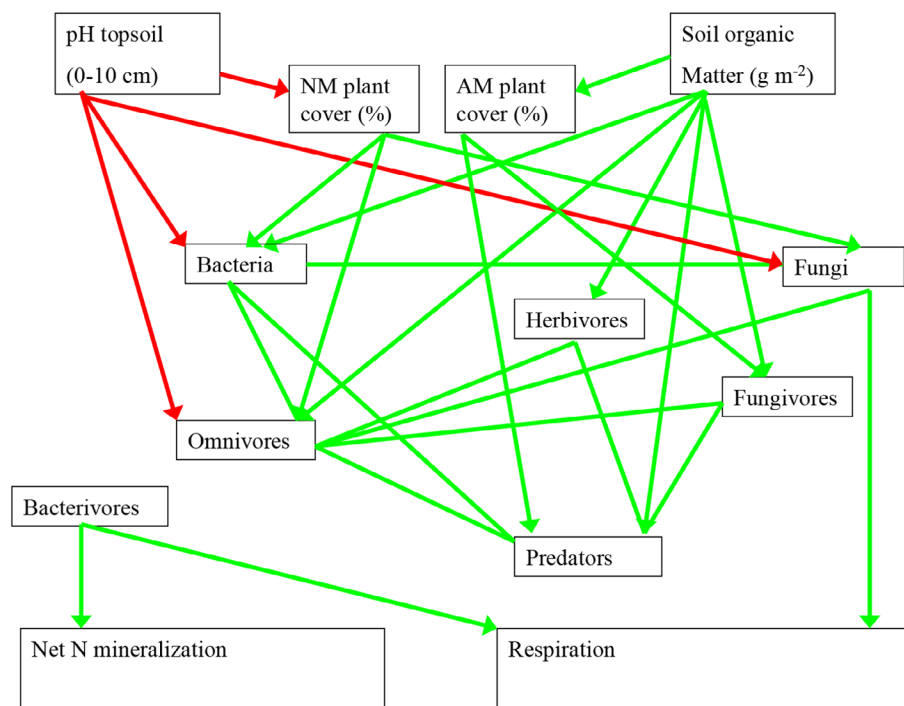 pH topsoil
(0-10 cm)
NM plant
cover (%)
AM plant
cover (%)
Soil organic
Matter (g m⁻²)
Bacteria
Fungi
Herbivores
Fungivores
Omnivores
Bacterivores
Predators
Net N mineralization
Respiration